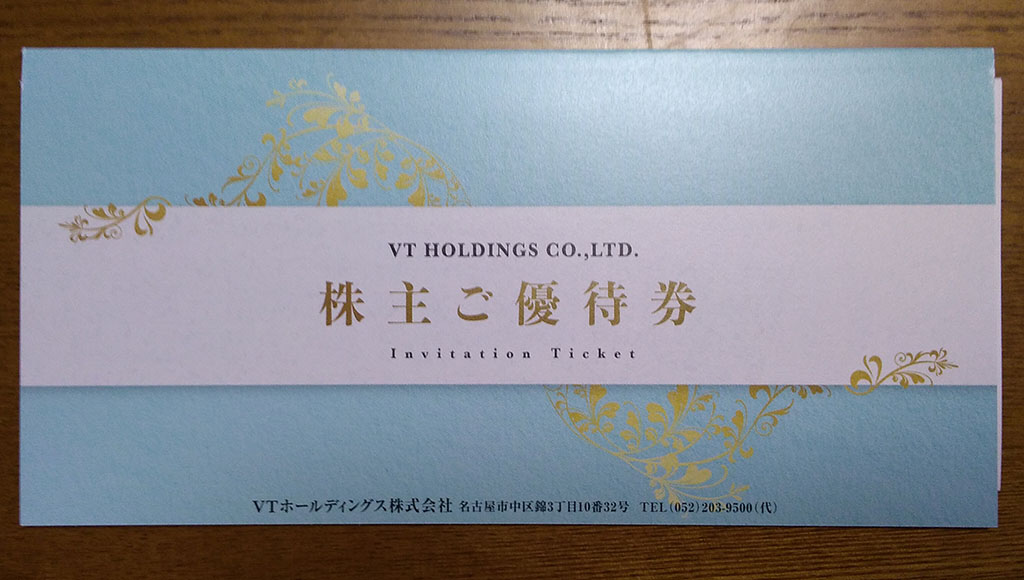 VT HOLDINGS CO.,LTD.
株主ご優待券
Invitation Ticket
VTホールディングス株式会社 名古屋市中区錦3丁目10番32号 TEL(052)203-9500(代)